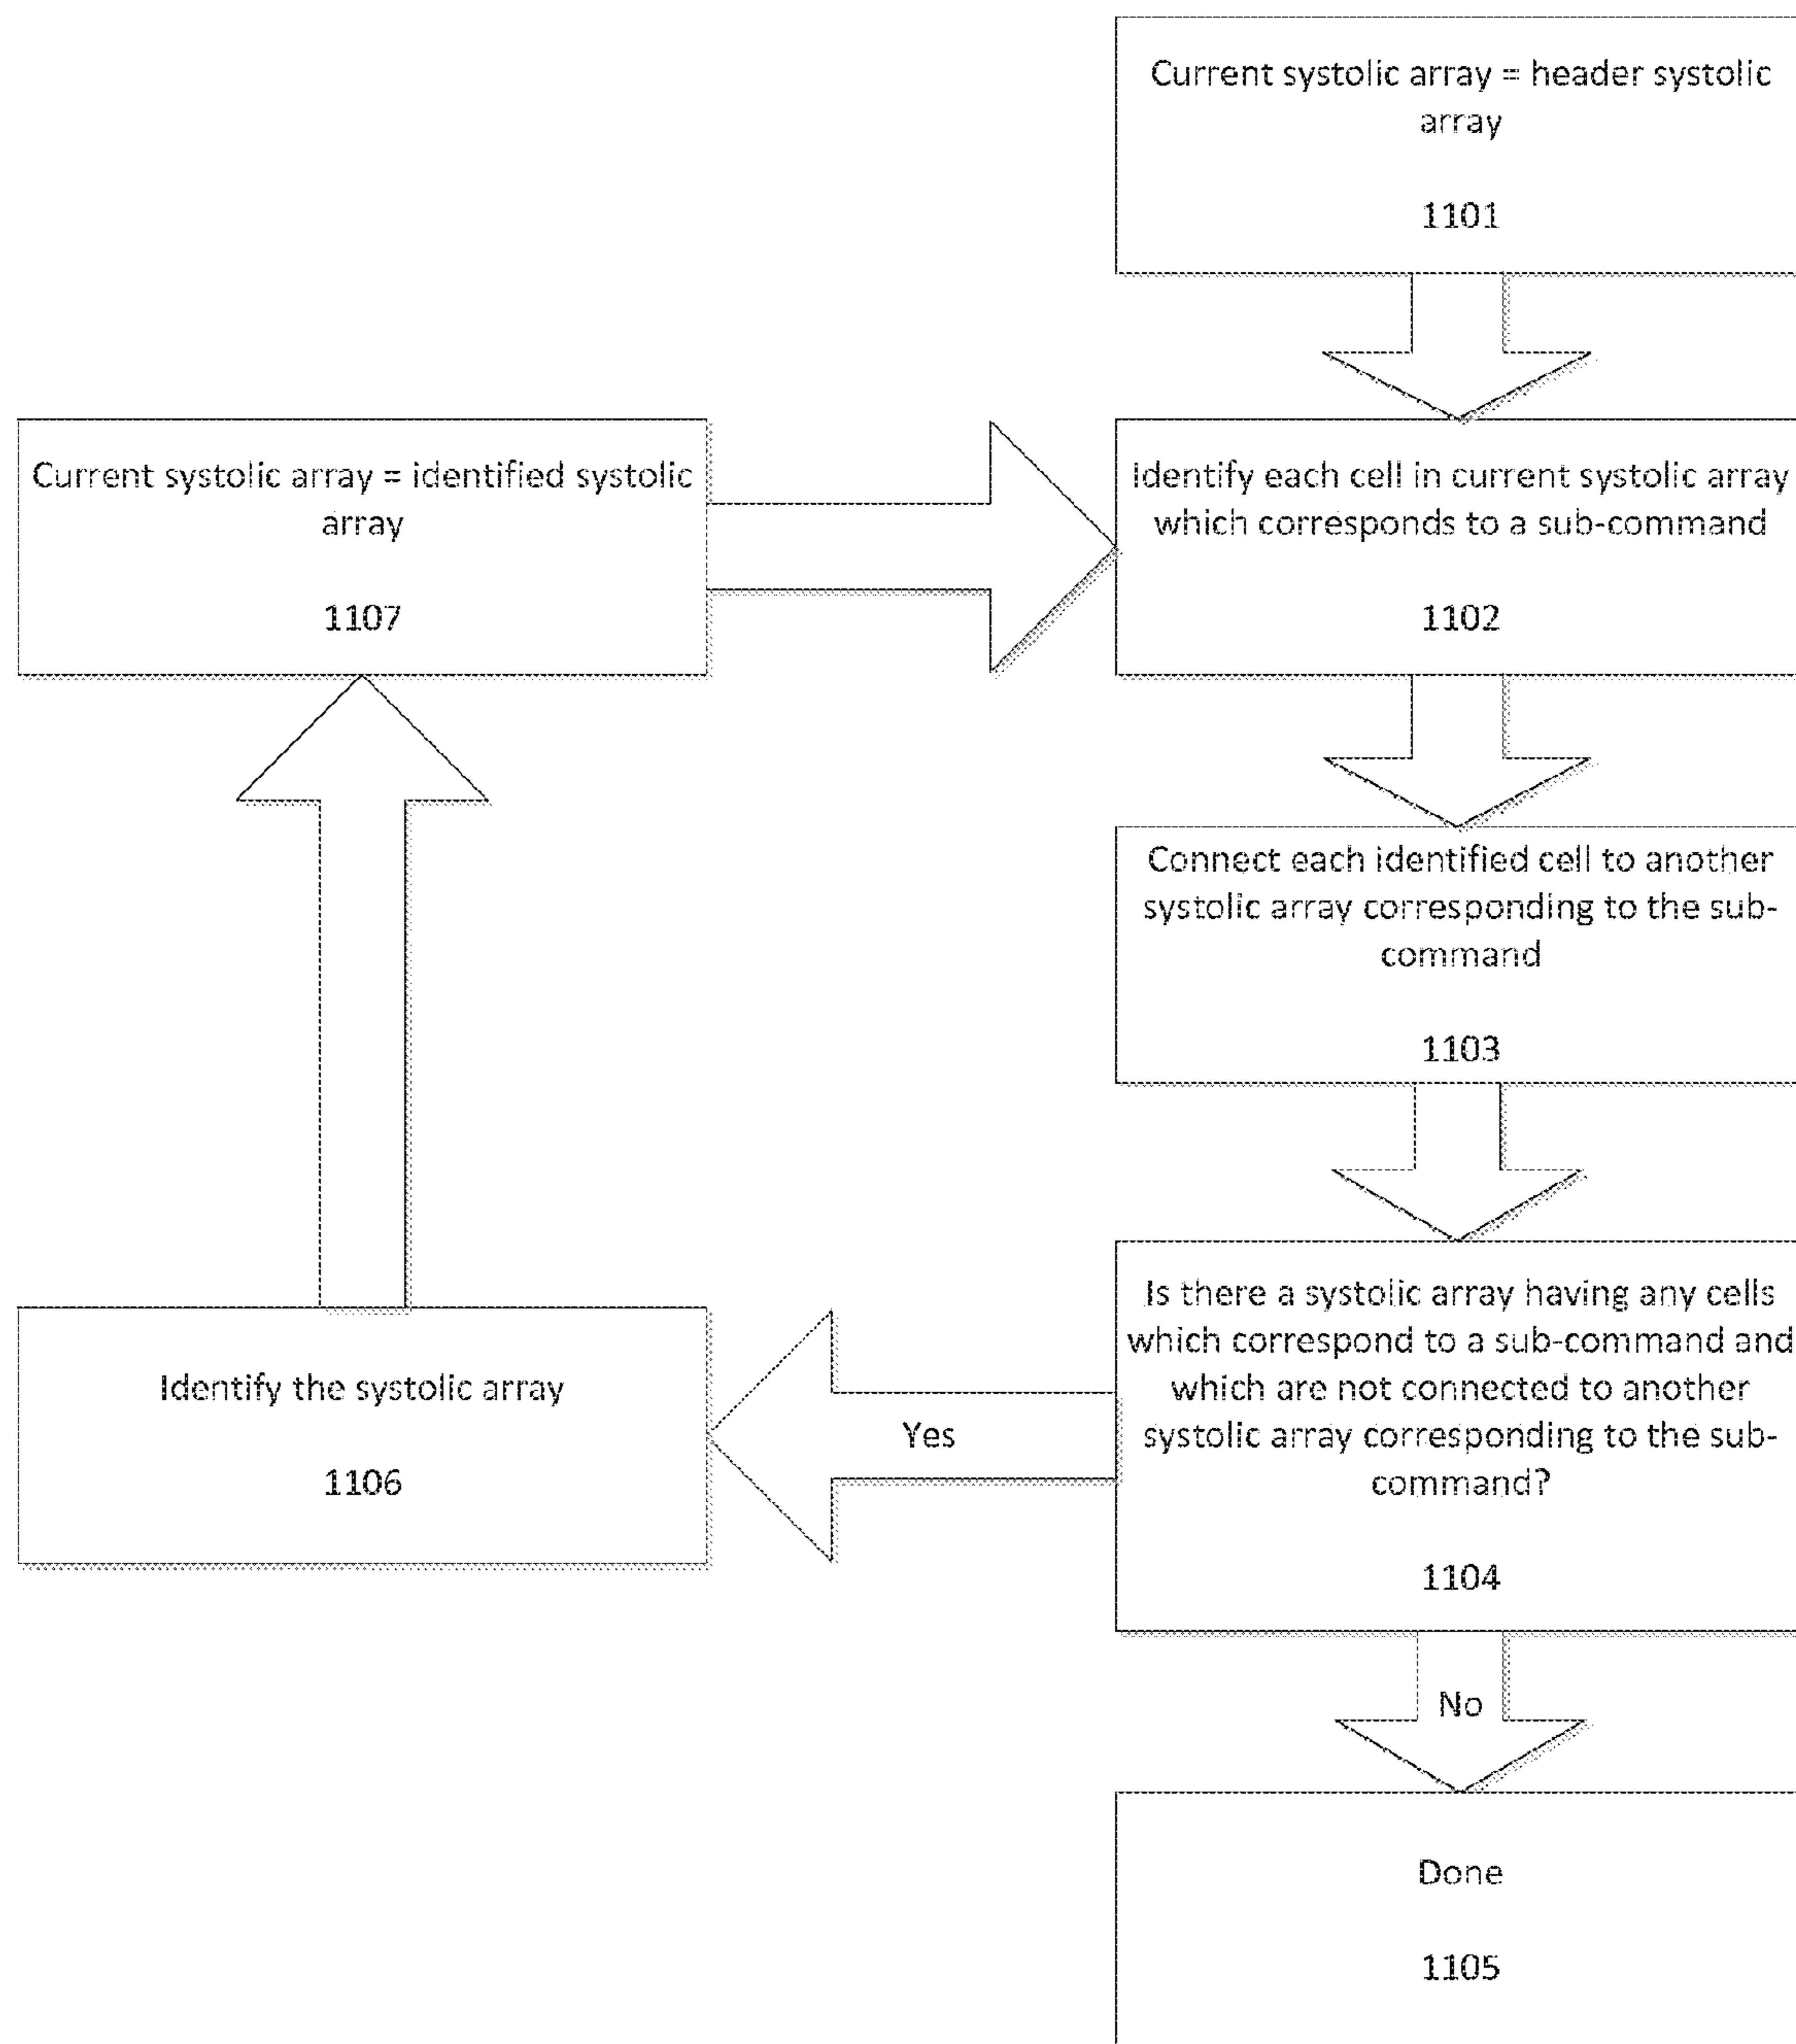 Current systolic array = header systolic
array
1101
Current systolic array = identified systolic
array
1107
Identify each cell in current systolic array
which corresponds to a sub-command
1102
Connect each identified cell to another
systolic array corresponding to the sub-
command
1103
Identify the systolic array
1106
Yes
Is there a systolic array having any cells
which correspond to a sub-command and
which are not connected to another
systolic array corresponding to the sub-
command?
1104
No
Done
1105